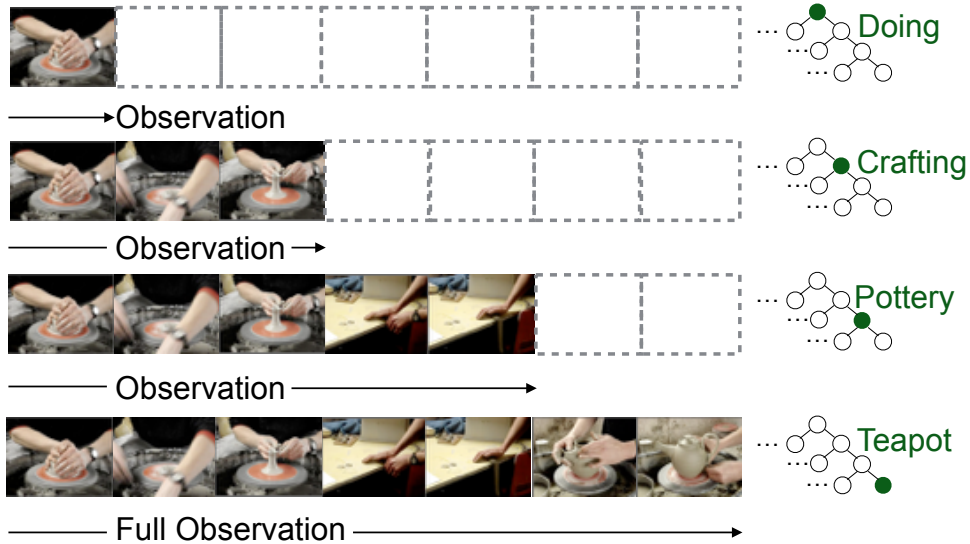 ... Doing
...
...
Observation
... Crafting
...
...
Observation
... Pottery
...
...
Observation
... Teapot
...
...
Full Observation